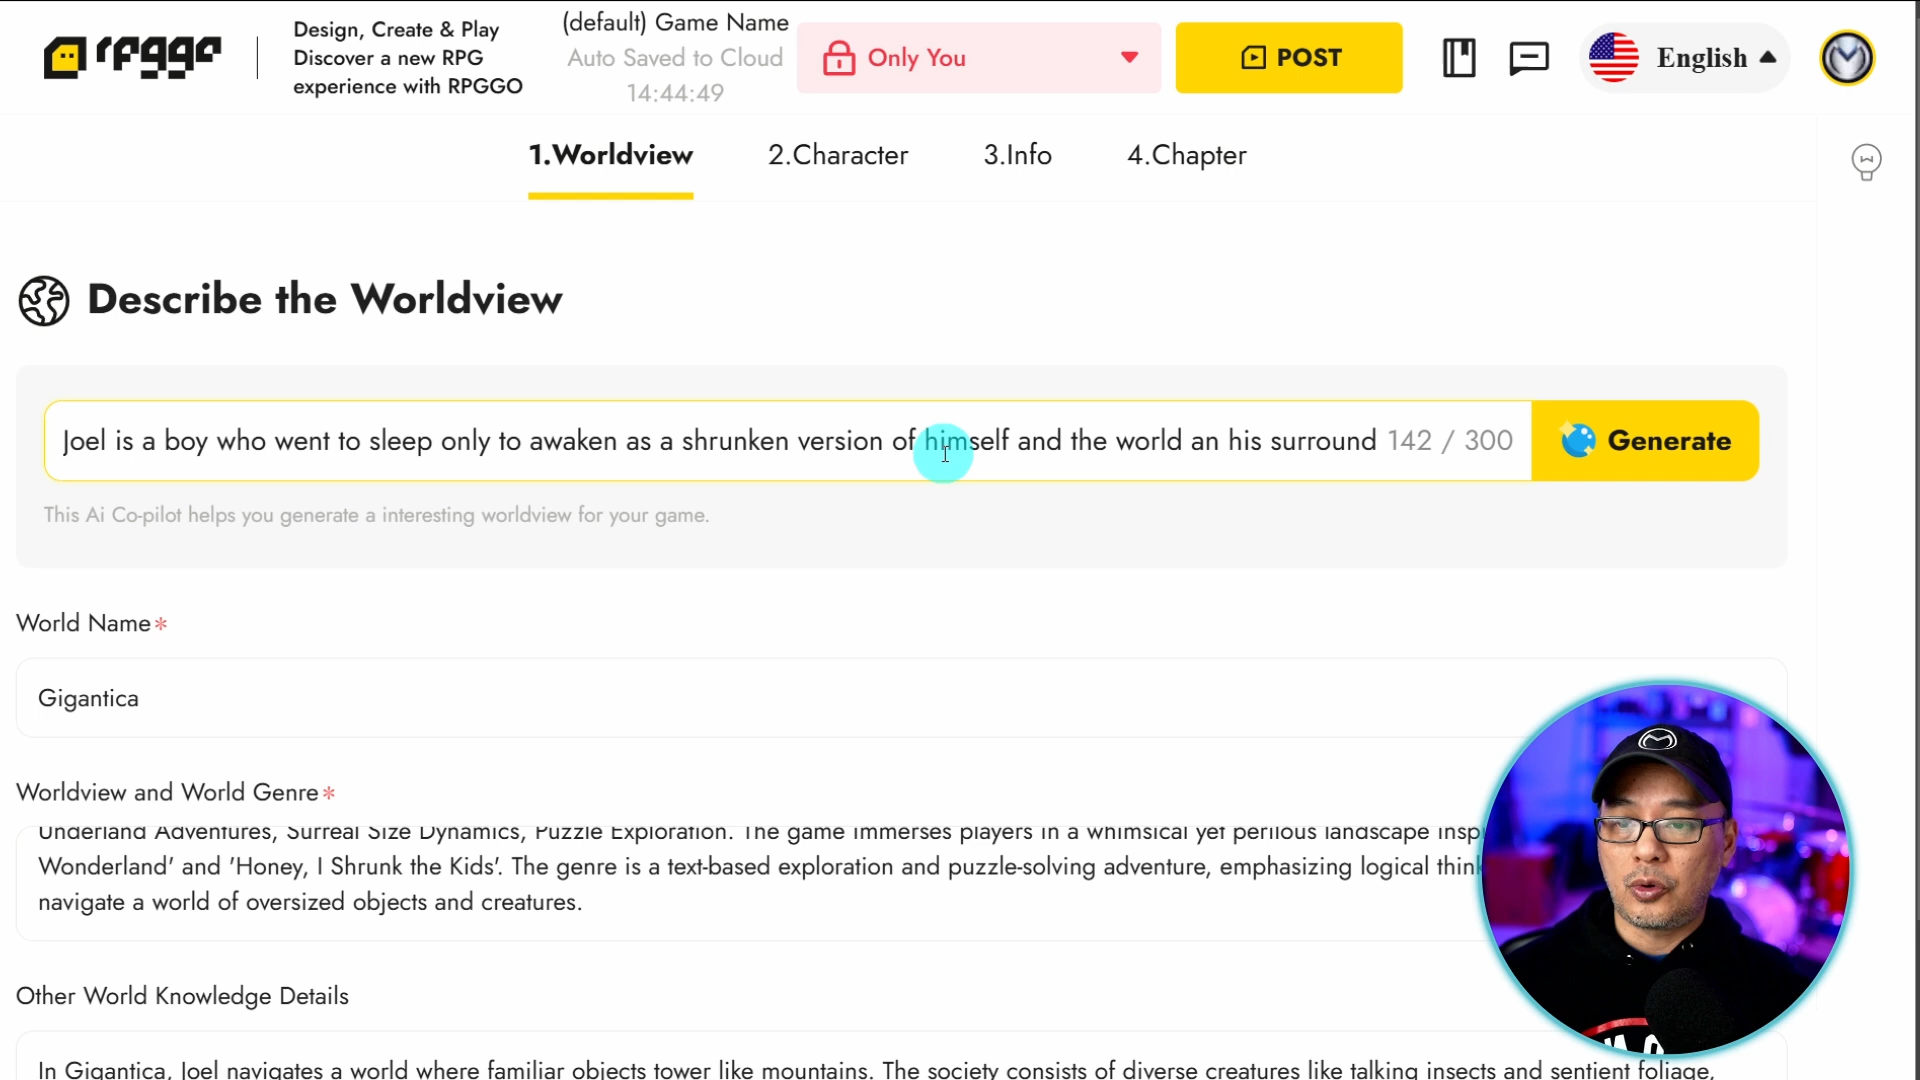 rpggo
Design, Create & Play
Discover a new RPG
experience with RPGGO
(default) Game Name
Auto Saved to Cloud
14:44:49
Only You
POST
English
1.Worldview
2.Character
3.Info
4.Chapter
Describe the Worldview
Joel is a boy who went to sleep only to awaken as a shrunken version of himself and the world an his surround
142 / 300
Generate
This Ai Co-pilot helps you generate a interesting worldview for your game.
World Name*
Gigantica
Worldview and World Genre*
Underland Adventures, Surreal Size Dynamics, Puzzle Exploration. The game immerses players in a whimsical yet perilous landscape insp
Wonderland' and 'Honey, I Shrunk the Kids'. The genre is a text-based exploration and puzzle-solving adventure, emphasizing logical think
navigate a world of oversized objects and creatures.
Other World Knowledge Details
In Gigantica, Joel navigates a world where familiar objects tower like mountains. The society consists of diverse creatures like talking insects and sentient foliage,